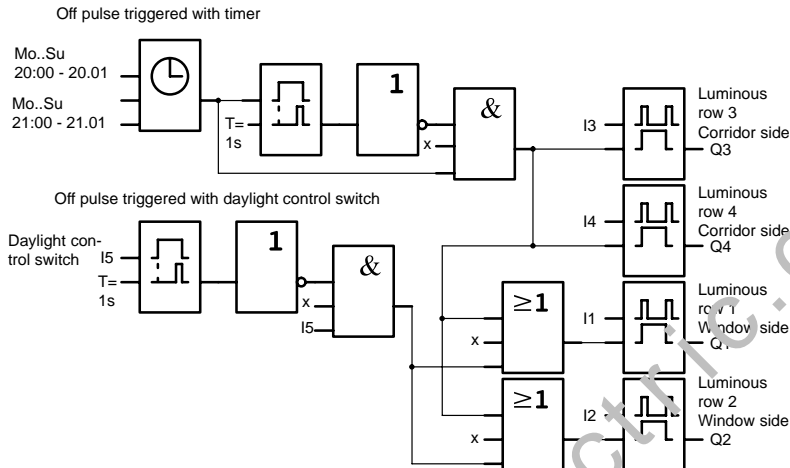 Off pulse triggered with timer
Mo..Su
20:00 - 20.01
Mo..Su
21:00 - 21.01
T=
1s
1
x
&
I3
Luminous
row 3
Corridor side
Q3
Off pulse triggered with daylight control switch
I4
Luminous
row 4
Corridor side
Q4
Daylight con-
trol switch
I5
T=
1s
1
x
I5
&
≥1
x
I1
Luminous
row 1
Window side
Q1
≥1
x
I2
Luminous
row 2
Window side
Q2